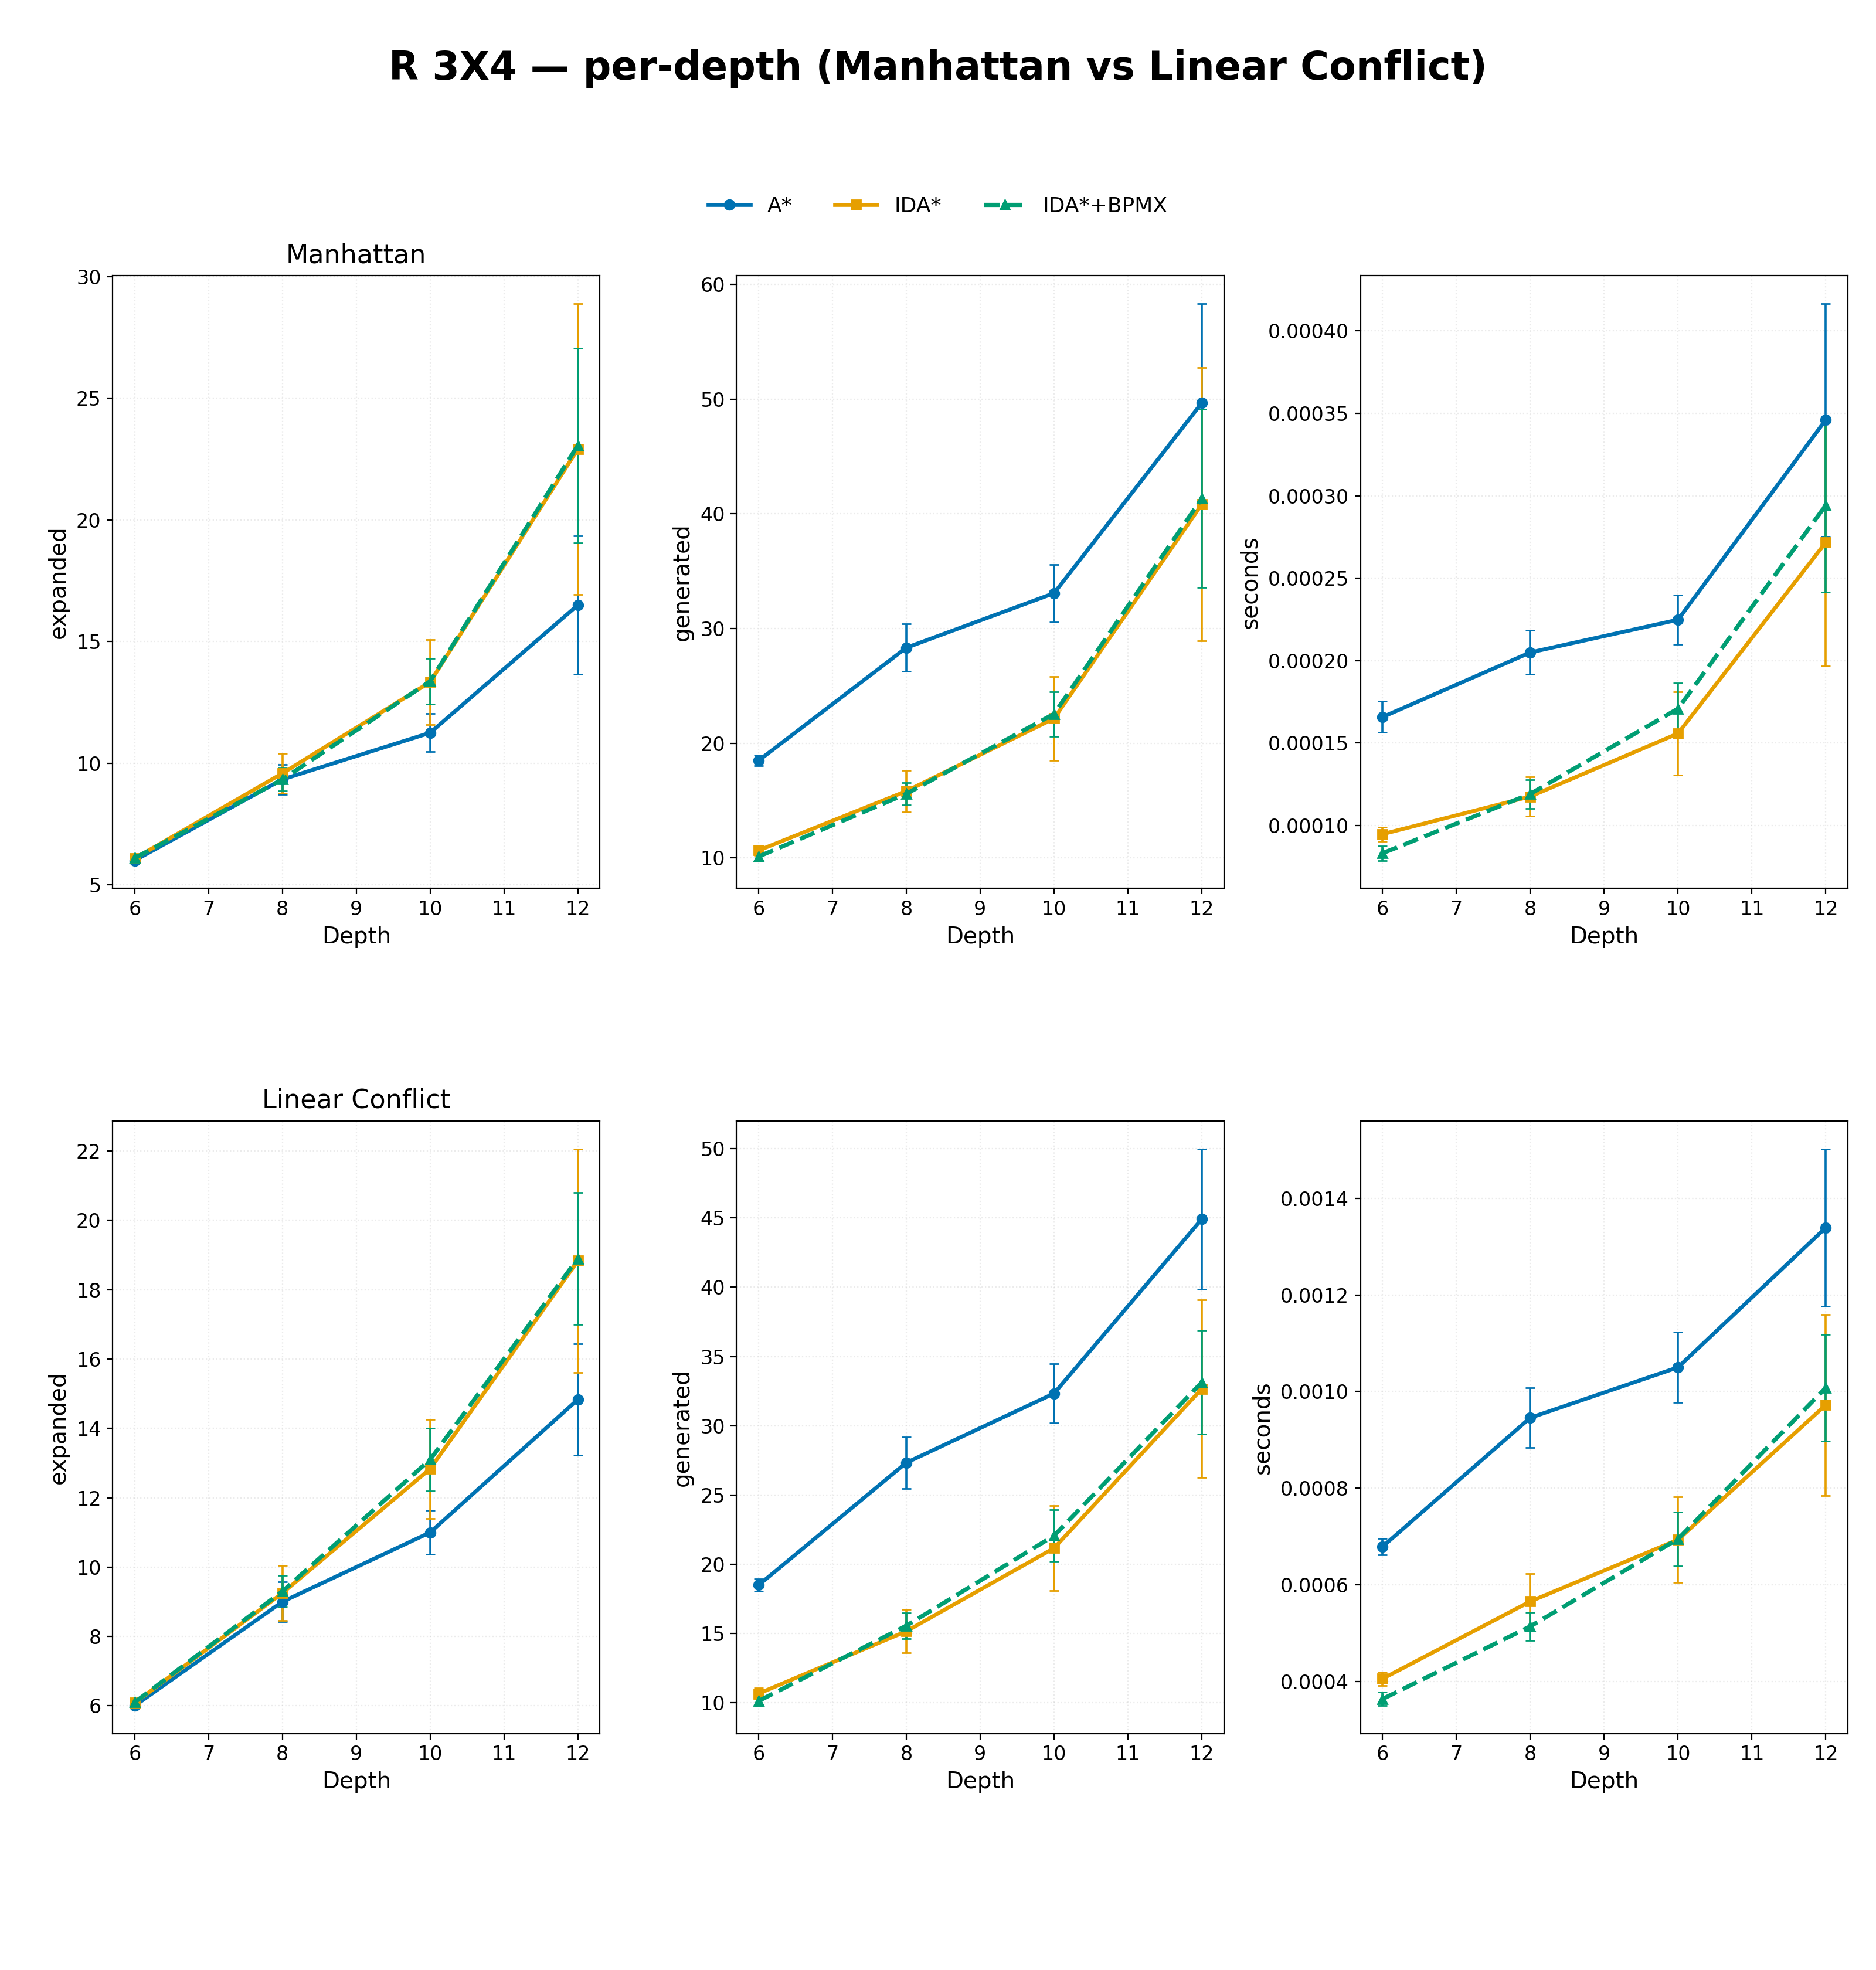 R 3X4 — per-depth (Manhattan vs Linear Conflict)
A* IDA* IDA*+BPMX
Manhattan
30
25
20
15
10
5
expanded
6 7 8 9 10 11 12
Depth
60
50
40
30
20
10
generated
6 7 8 9 10 11 12
Depth
0.00040
0.00035
0.00030
0.00025
0.00020
0.00015
0.00010
seconds
6 7 8 9 10 11 12
Depth
Linear Conflict
22
20
18
16
14
12
10
8
6
expanded
6 7 8 9 10 11 12
Depth
50
45
40
35
30
25
20
15
10
generated
6 7 8 9 10 11 12
Depth
0.0014
0.0012
0.0010
0.0008
0.0006
0.0004
seconds
6 7 8 9 10 11 12
Depth